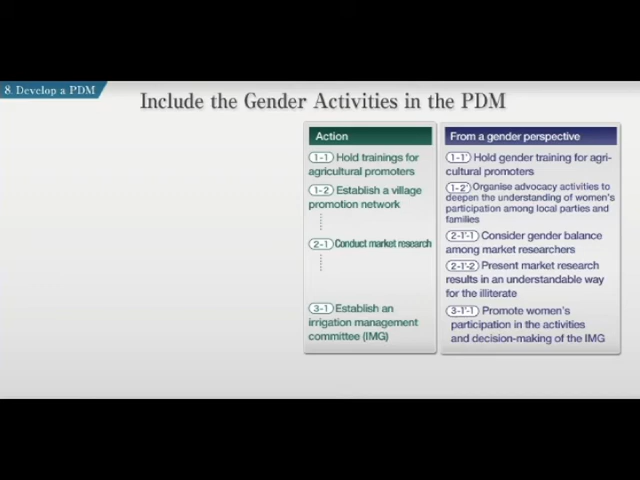 8. Develop a PDM
Include the Gender Activities in the PDM
Action
1-1 Hold trainings for
agricultural promoters
1-2 Establish a village
promotion network
2-1 Conduct market research
3-1 Establish an
irrigation management
committee (IMG)
From a gender perspective
1-1' Hold gender training for agri-
cultural promoters
1-2' Organise advocacy activities to
deepen the understanding of women's
participation among local parties and
families
2-1'-1 Consider gender balance
among market researchers
2-1'-2 Present market research
results in an understandable way
for the illiterate
3-1'-1 Promote women's
participation in the activities
and decision-making of the IMG